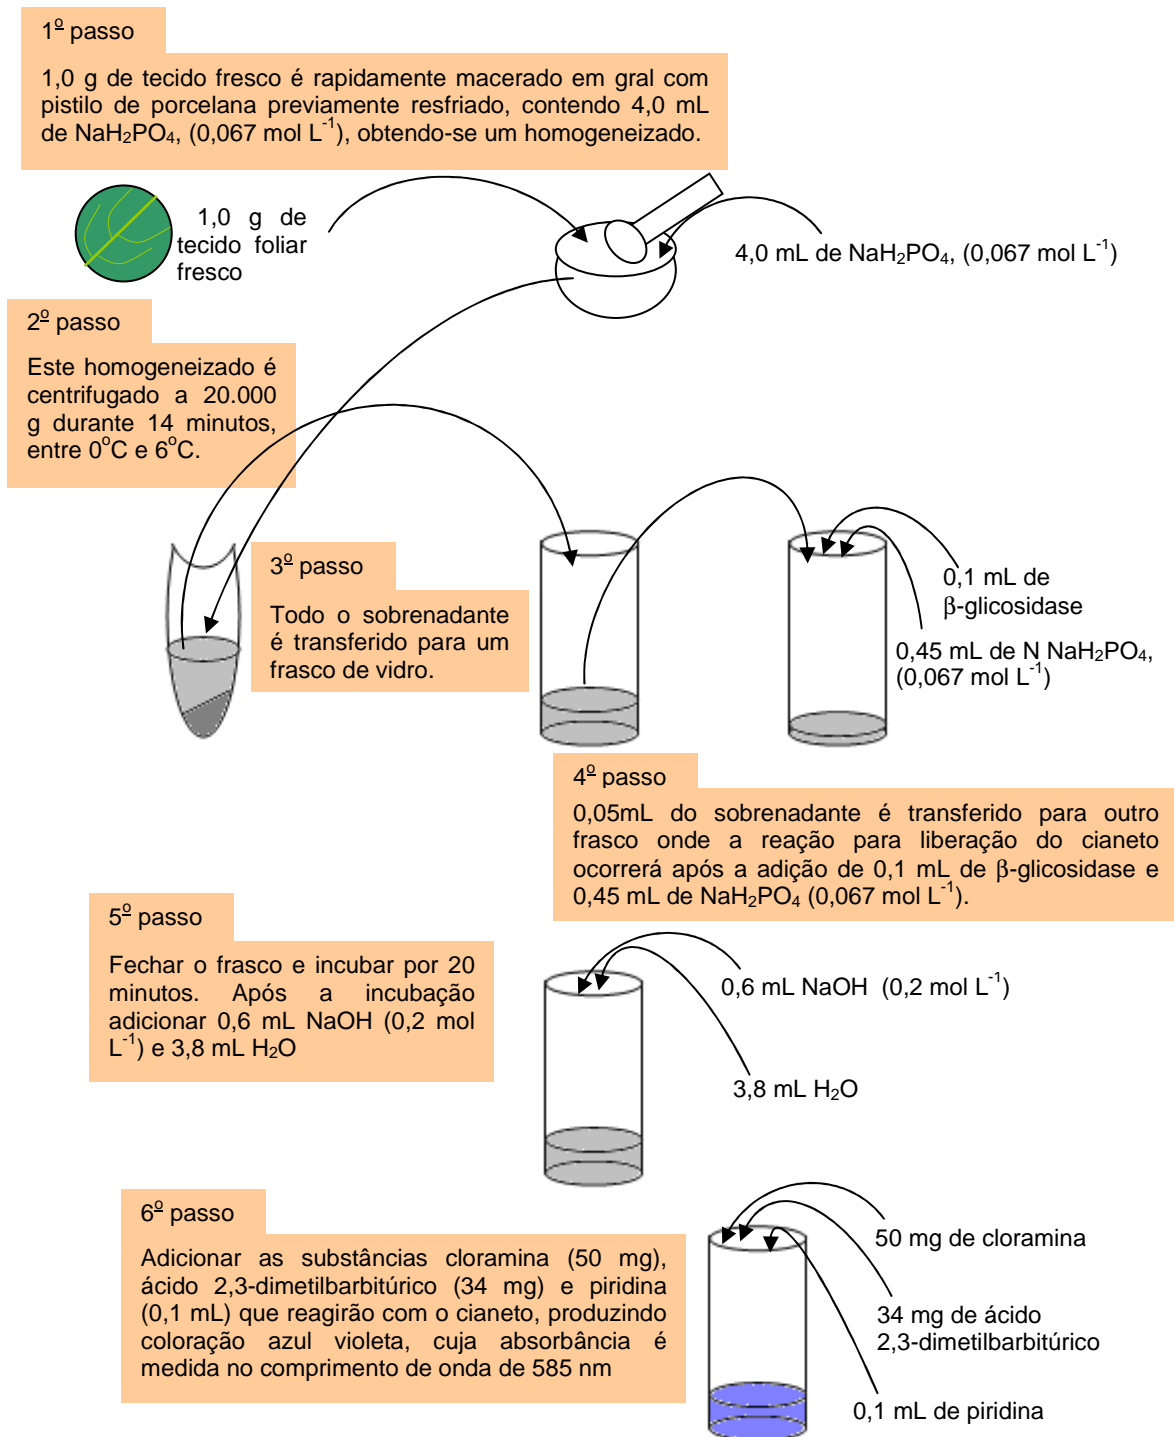 1º passo
1,0 g de tecido fresco é rapidamente macerado em gral com
pistilo de porcelana previamente resfriado, contendo 4,0 mL
de NaH₂PO₄, (0,067 mol L⁻¹), obtendo-se um homogeneizado.
1,0 g de
tecido foliar
fresco
4,0 mL de NaH₂PO₄, (0,067 mol L⁻¹)
2º passo
Este homogeneizado é
centrifugado a 20.000
g durante 14 minutos,
entre 0°C e 6°C.
3º passo
Todo o sobrenadante
é transferido para um
frasco de vidro.
0,1 mL de
β-glicosidase
0,45 mL de N NaH₂PO₄,
(0,067 mol L⁻¹)
4º passo
0,05mL do sobrenadante é transferido para outro
frasco onde a reação para liberação do cianeto
ocorrerá após a adição de 0,1 mL de β-glicosidase e
0,45 mL de NaH₂PO₄ (0,067 mol L⁻¹).
5º passo
Fechar o frasco e incubar por 20
minutos. Após a incubação
adicionar 0,6 mL NaOH (0,2 mol
L⁻¹) e 3,8 mL H₂O
0,6 mL NaOH (0,2 mol L⁻¹)
3,8 mL H₂O
6º passo
Adicionar as substâncias cloramina (50 mg),
ácido 2,3-dimetilbarbitúrico (34 mg) e piridina
(0,1 mL) que reagirão com o cianeto, produzindo
coloração azul violeta, cuja absorbância é
medida no comprimento de onda de 585 nm
50 mg de cloramina
34 mg de ácido
2,3-dimetilbarbitúrico
0,1 mL de piridina